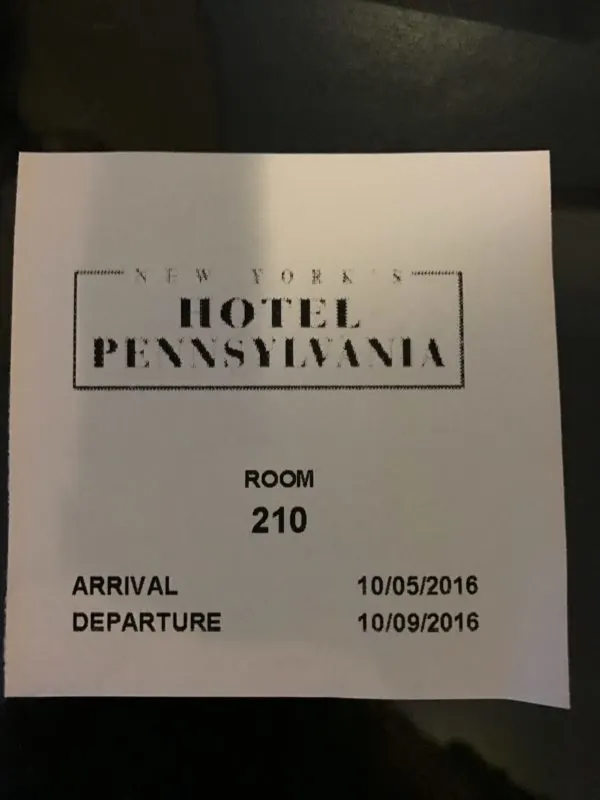 NEW YORK'S
HOTEL
PENNSYLVANIA
ROOM
210
ARRIVAL 10/05/2016
DEPARTURE 10/09/2016